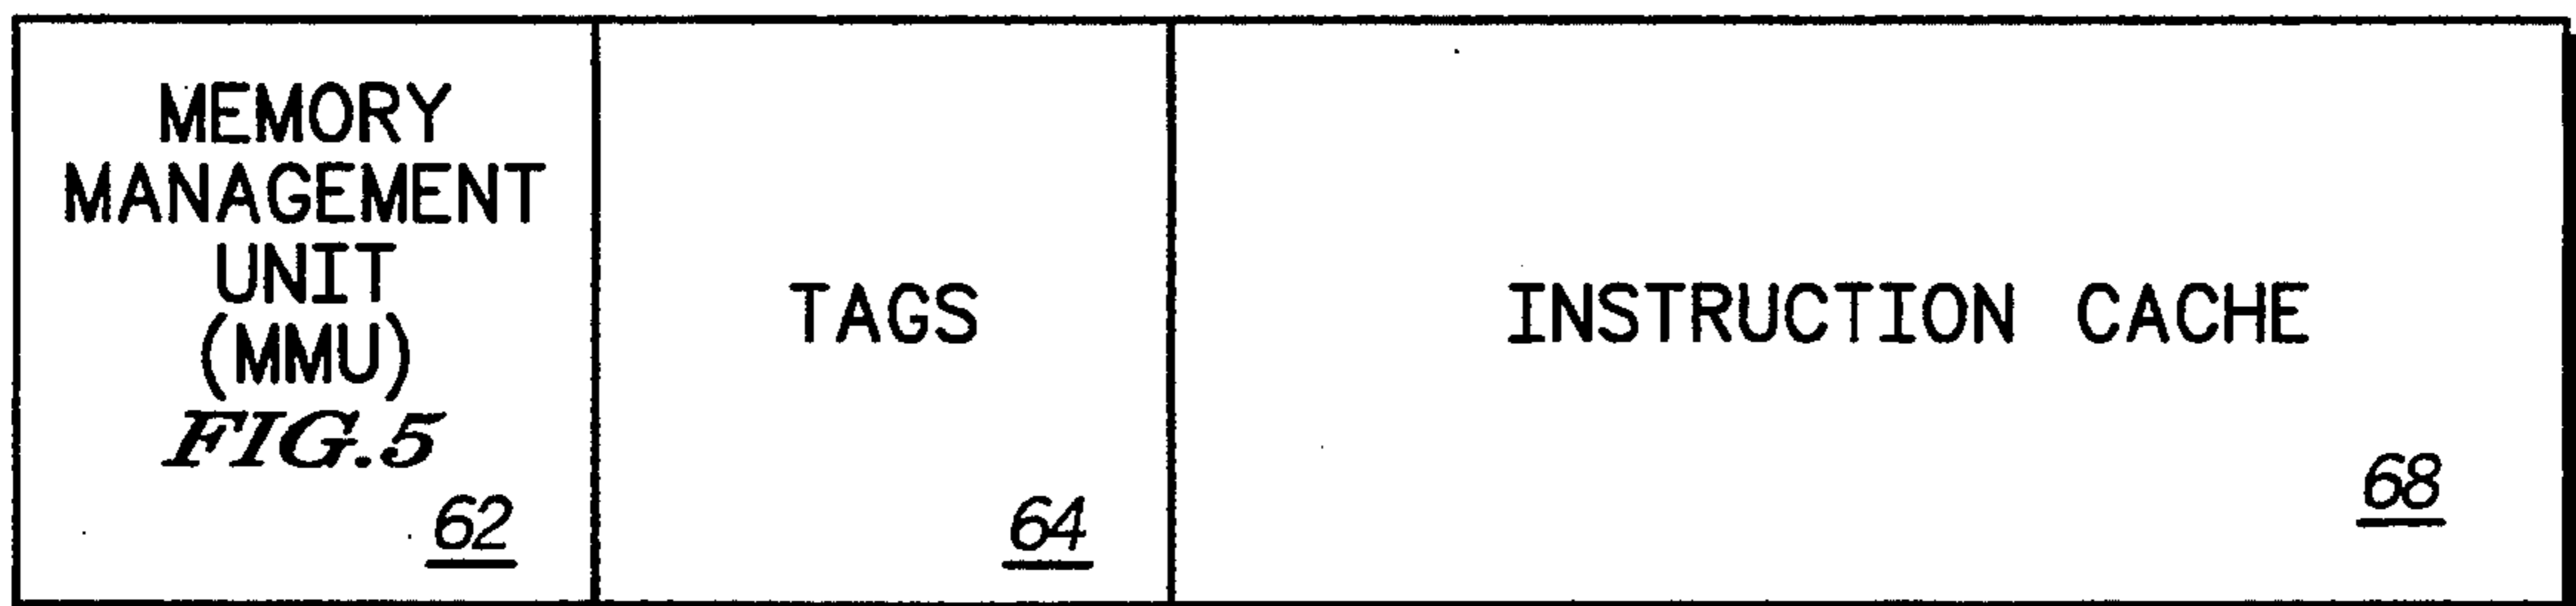 MEMORY
MANAGEMENT
UNIT
(MMU)
FIG.5
62
TAGS
64
INSTRUCTION CACHE
68